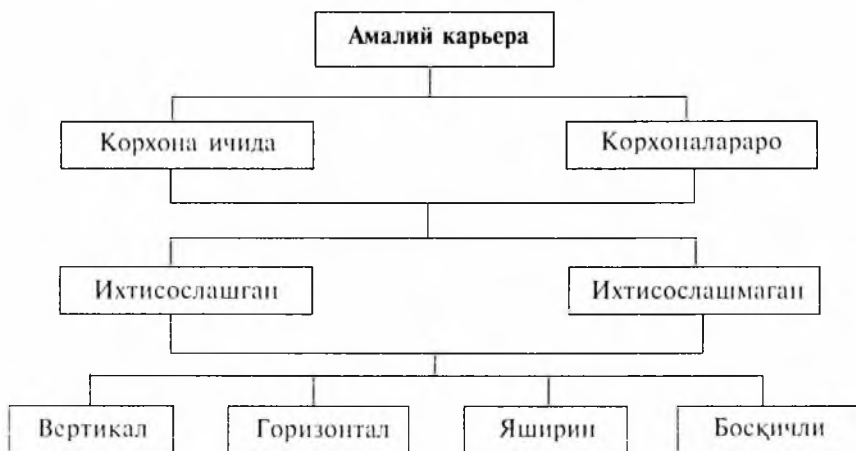 Амалий карьера
Корхона ичида
Корхоналараро
Ихтисослашган
Ихтисослашмаган
Вертикал
Горизонтал
Яширин
Босқичли